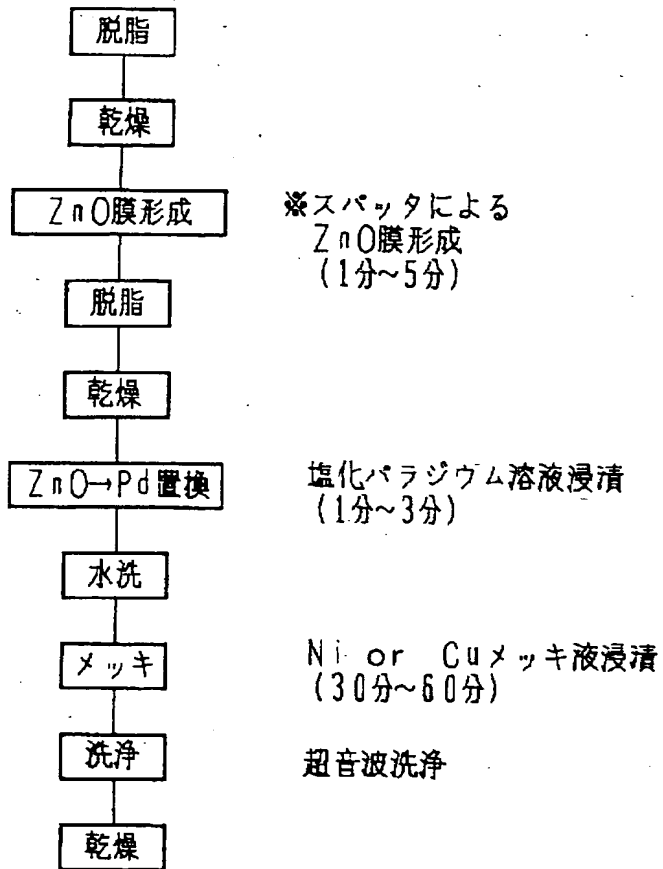 脱脂
乾燥
ZnO膜形成
※スパッタによる
ZnO膜形成
(1分~5分)
脱脂
乾燥
ZnO→Pd置換
塩化パラジウム溶液浸漬
(1分~3分)
水洗
メッキ
Ni or Cuメッキ液浸漬
(30分~60分)
洗浄
超音波洗浄
乾燥